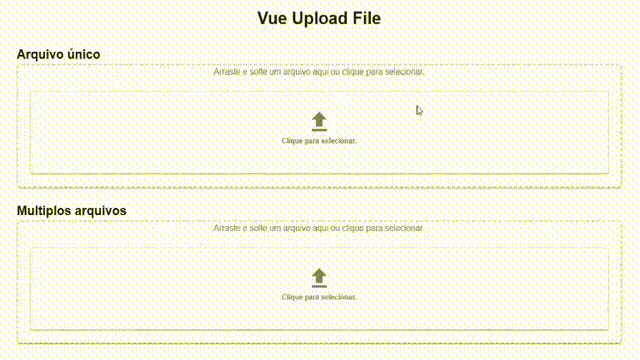 Vue Upload File
Arquivo único
Arraste e solte um arquivo aqui ou clique para selecionar.
Clique para selecionar.
Multiplos arquivos
Arraste e solte um arquivo aqui ou clique para selecionar.
Clique para selecionar.